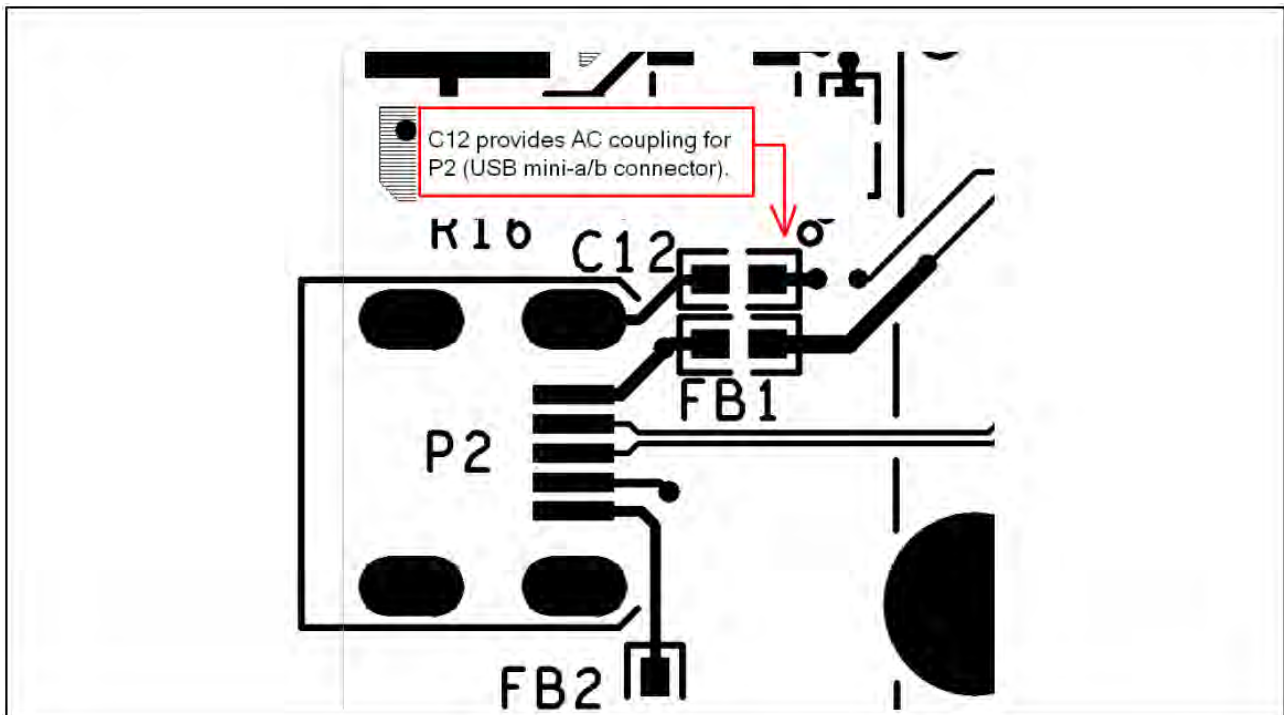 C12 provides AC coupling for
P2 (USB mini-a/b connector).
R16
C12
FB1
P2
FB2